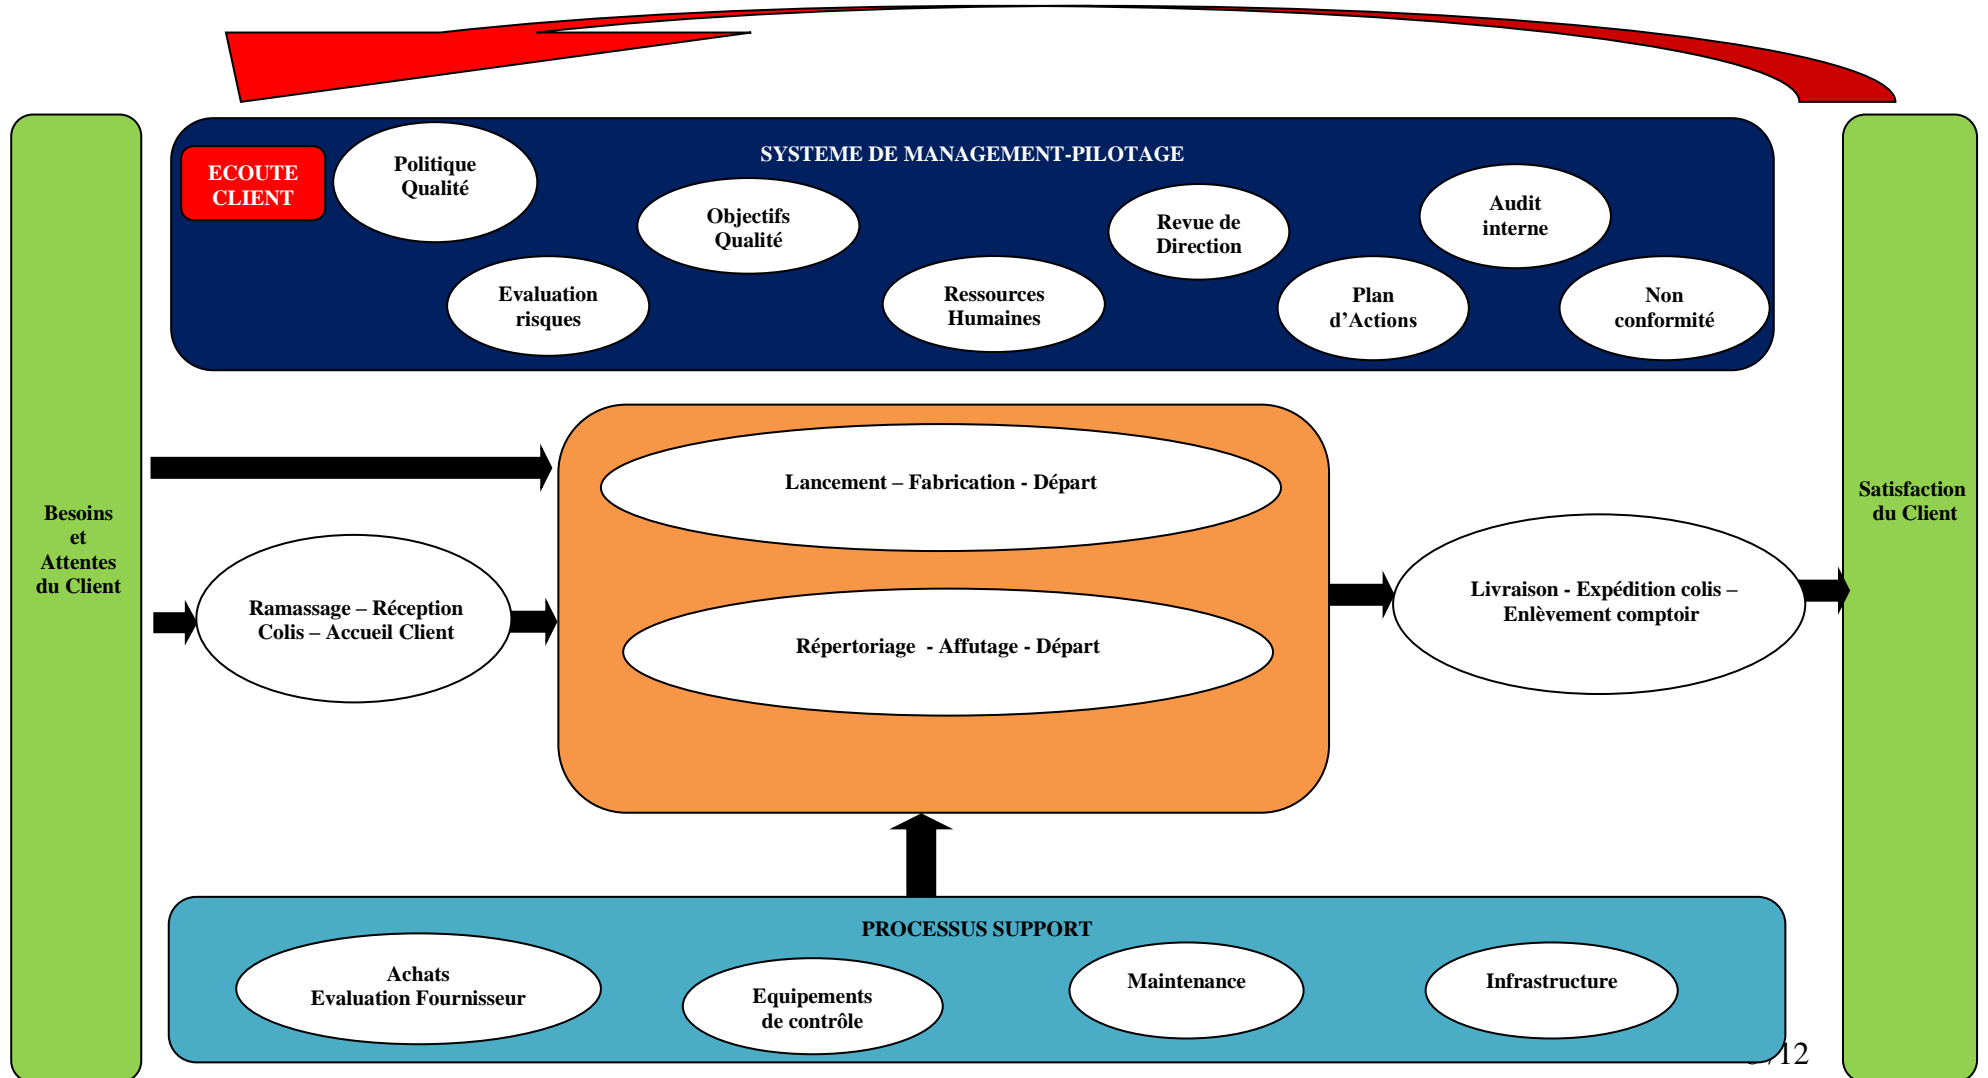 SYSTEME DE MANAGEMENT-PILOTAGE
ECOUTE
CLIENT
Politique
Qualité
Objectifs
Qualité
Revue de
Direction
Audit
interne
Evaluation
risques
Ressources
Humaines
Plan
d’Actions
Non
conformité
Besoins
et
Attentes
du Client
Lancement – Fabrication - Départ
Ramassage – Réception
Colis – Accueil Client
Répertoriage - Affutage - Départ
Livraison - Expédition colis –
Enlèvement comptoir
Satisfaction
du Client
PROCESSUS SUPPORT
Achats
Evaluation Fournisseur
Equipements
de contrôle
Maintenance
Infrastructure
/12